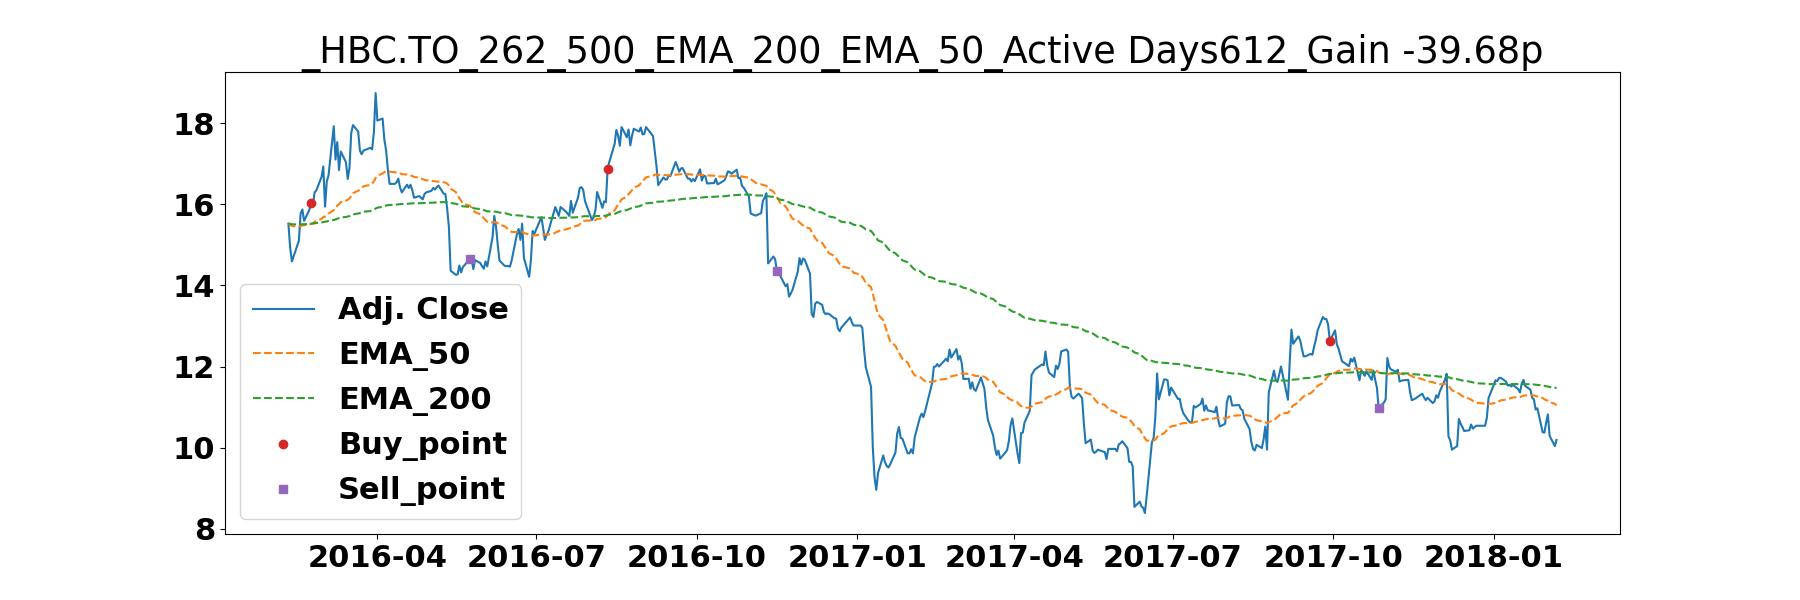 _HBC.TO_262_500_EMA_200_EMA_50_Active Days612_Gain -39.68p
18
16
14
12
10
8
Adj. Close
EMA_50
EMA_200
Buy_point
Sell_point
2016-04 2016-07 2016-10 2017-01 2017-04 2017-07 2017-10 2018-01